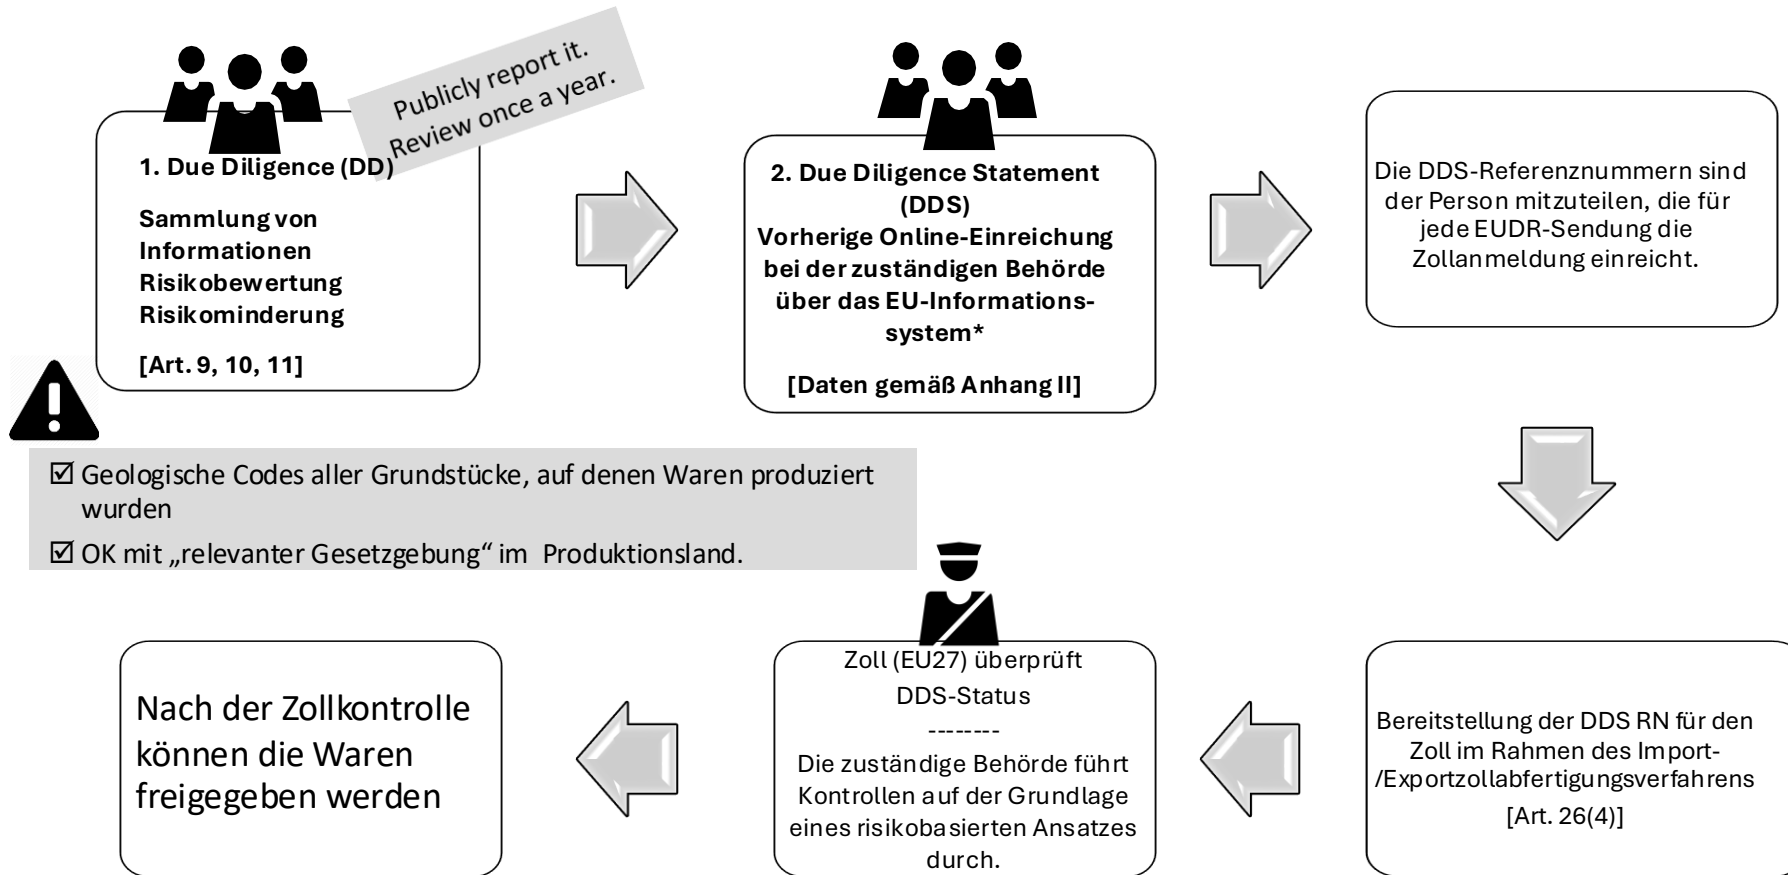 Publicly report it.
Review once a year.
1. Due Diligence (DD)
Sammlung von
Informationen
Risikobewertung
Risikominderung
[Art. 9, 10, 11]
2. Due Diligence Statement
(DDS)
Vorherige Online-Einreichung
bei der zuständigen Behörde
über das EU-Informations-
system*
[Daten gemäß Anhang II]
Die DDS-Referenznummern sind
der Person mitzuteilen, die für
jede EUDR-Sendung die
Zollanmeldung einreicht.
☑ Geologische Codes aller Grundstücke, auf denen Waren produziert
wurden
☑ OK mit „relevanter Gesetzgebung“ im Produktionsland.
Bereitstellung der DDS RN für den
Zoll im Rahmen des Import-
/Exportzollabfertigungsverfahrens
[Art. 26(4)]
Zoll (EU27) überprüft
DDS-Status
--------
Die zuständige Behörde führt
Kontrollen auf der Grundlage
eines risikobasierten Ansatzes
durch.
Nach der Zollkontrolle
können die Waren
freigegeben werden